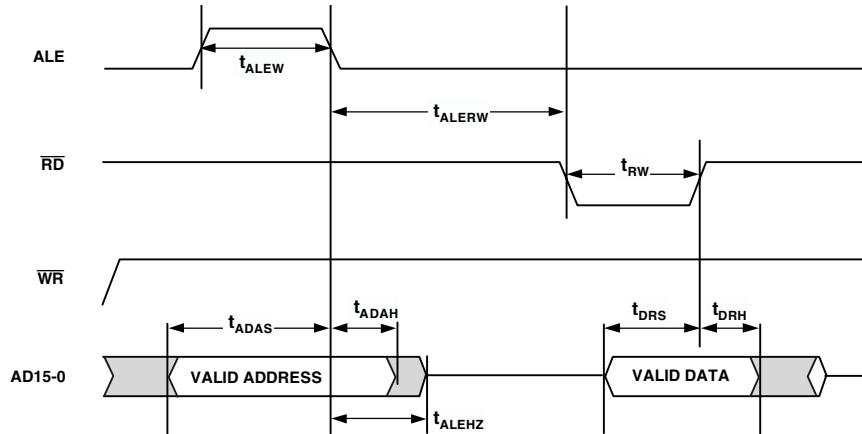 ALE
tALEW
tALERW
RD
tRW
WR
tADAS
tADAH
tDRS
tDRH
AD15-0
VALID ADDRESS
VALID DATA
tALEHZ